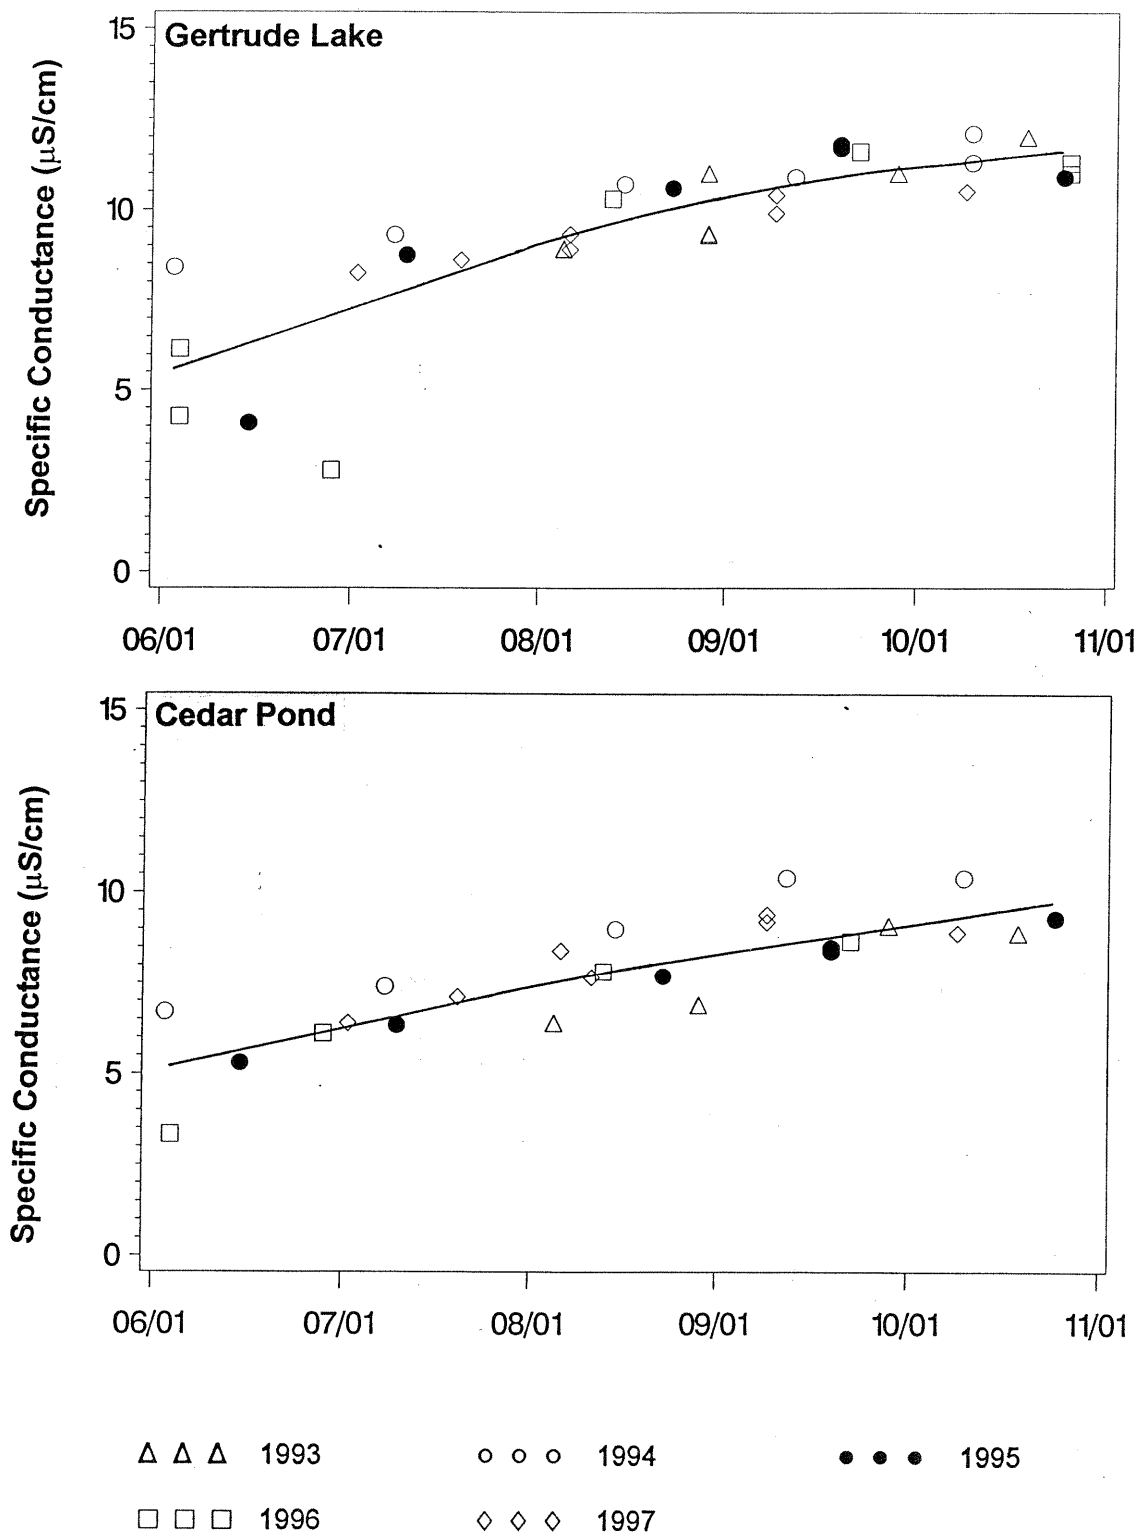 Gertrude Lake
Specific Conductance (µS/cm)
15
10
5
0
06/01 07/01 08/01 09/01 10/01 11/01
Cedar Pond
Specific Conductance (µS/cm)
15
10
5
0
06/01 07/01 08/01 09/01 10/01 11/01
1993 1994 1995
1996 1997